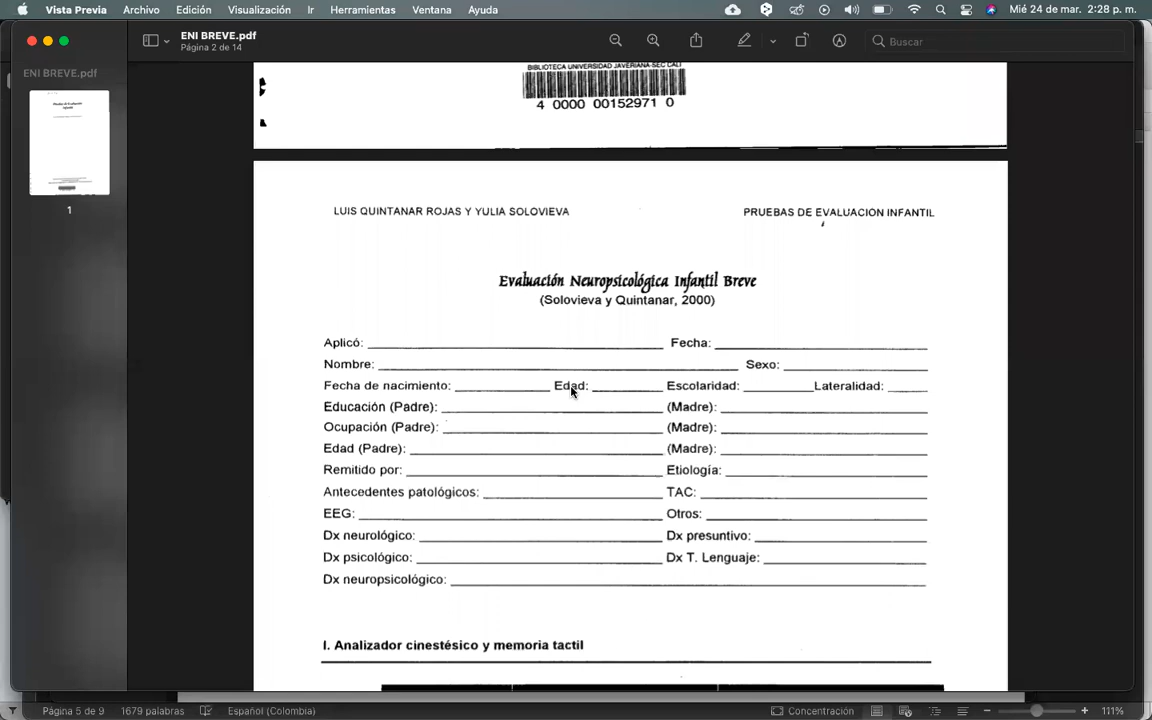 Vista Previa Archivo Edición Visualización Ir Herramientas Ventana Ayuda Mié 24 de mar. 2:28 p. m.
ENI BREVE.pdf
Página 2 de 14
Buscar
ENI BREVE.pdf
1
BIBLIOTECA UNIVERSIDAD JAVERIANA-SEC CALI
4 0000 00152971 0
LUIS QUINTANAR ROJAS Y YULIA SOLOVIEVA PRUEBAS DE EVALUACION INFANTIL
Evaluación Neuropsicológica Infantil Breve
(Solovieva y Quintanar, 2000)
Aplicó: Fecha:
Nombre: Sexo:
Fecha de nacimiento: Edad: Escolaridad: Lateralidad:
Educación (Padre): (Madre):
Ocupación (Padre): (Madre):
Edad (Padre): (Madre):
Remitido por: Etiología:
Antecedentes patológicos: TAC:
EEG: Otros:
Dx neurológico: Dx presuntivo:
Dx psicológico: Dx T. Lenguaje:
Dx neuropsicológico:
I. Analizador cinestésico y memoria tactil
Página 5 de 9 1679 palabras Español (Colombia) Concentración 111%